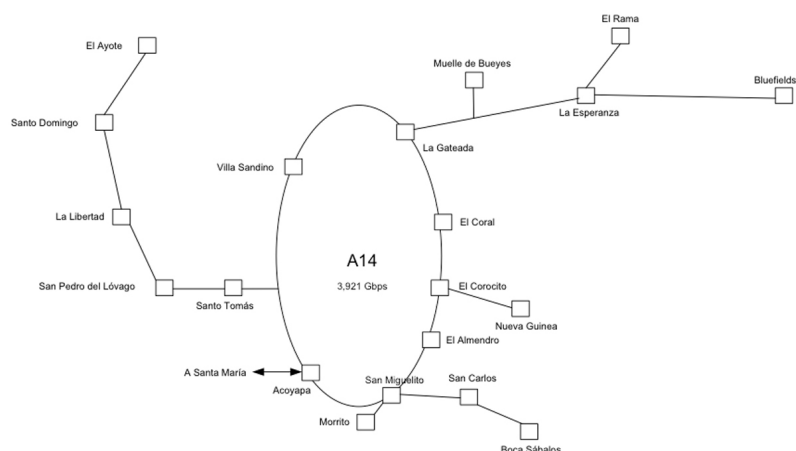 El Rama
El Ayote
Muelle de Bueyes
Bluefields
La Esperanza
Santo Domingo
La Gateada
Villa Sandino
La Libertad
El Coral
A14
3,921 Gbps
San Pedro del Lóvago
El Corocito
Santo Tomás
Nueva Guinea
El Almendro
A Santa María
San Miguelito
San Carlos
Acoyapa
Morrito
Boca Sábalos